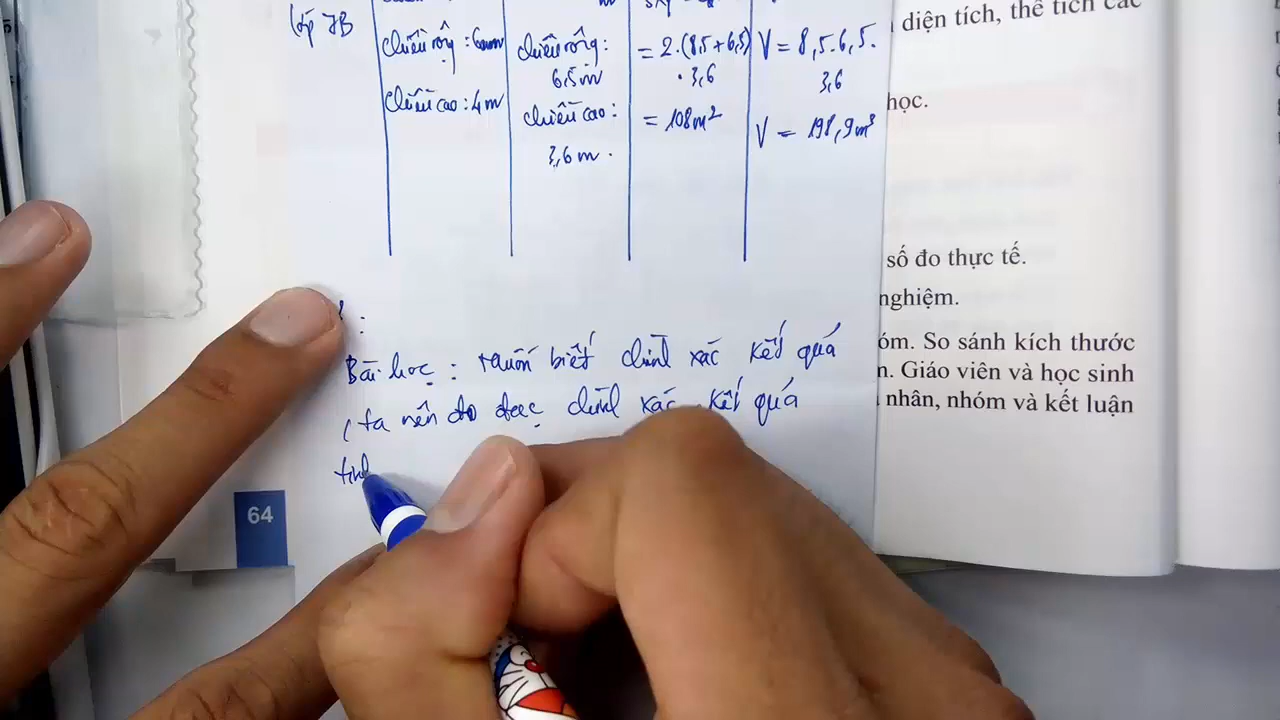 diện tích, thể tích các
lớp 7B
chiều rộng: 6mm
chiều cao: 4m
m
chiều rộng:
6,5m
chiều cao:
3,6m.
= 2.(8,5+6,5)
.3,6
= 108m²
V = 8,5.6,5.
3,6
V = 198,9m³
học.
số đo thực tế.
nghiệm.
óm. So sánh kích thước
n. Giáo viên và học sinh
nhân, nhóm và kết luận
Bài học: muốn biết chính xác kết quả
ta nên đo đạc chính xác kết quả
tính
64